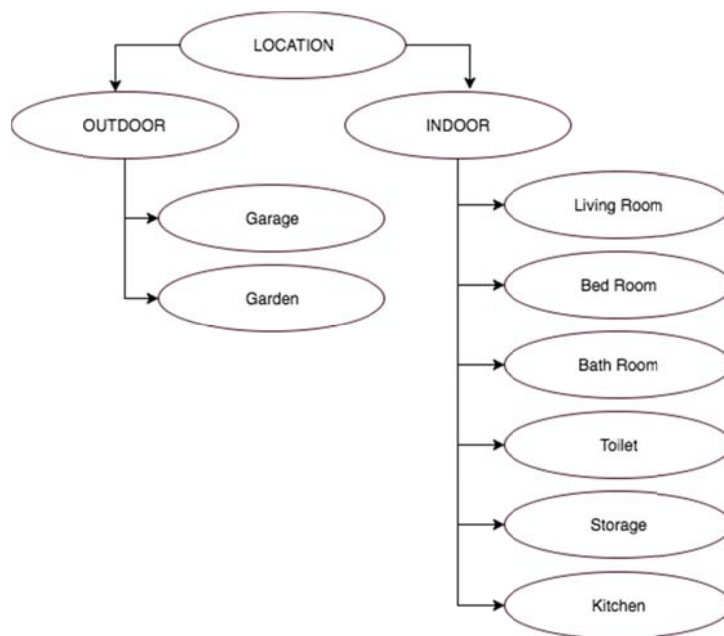 LOCATION
OUTDOOR
INDOOR
Garage
Garden
Living Room
Bed Room
Bath Room
Toilet
Storage
Kitchen